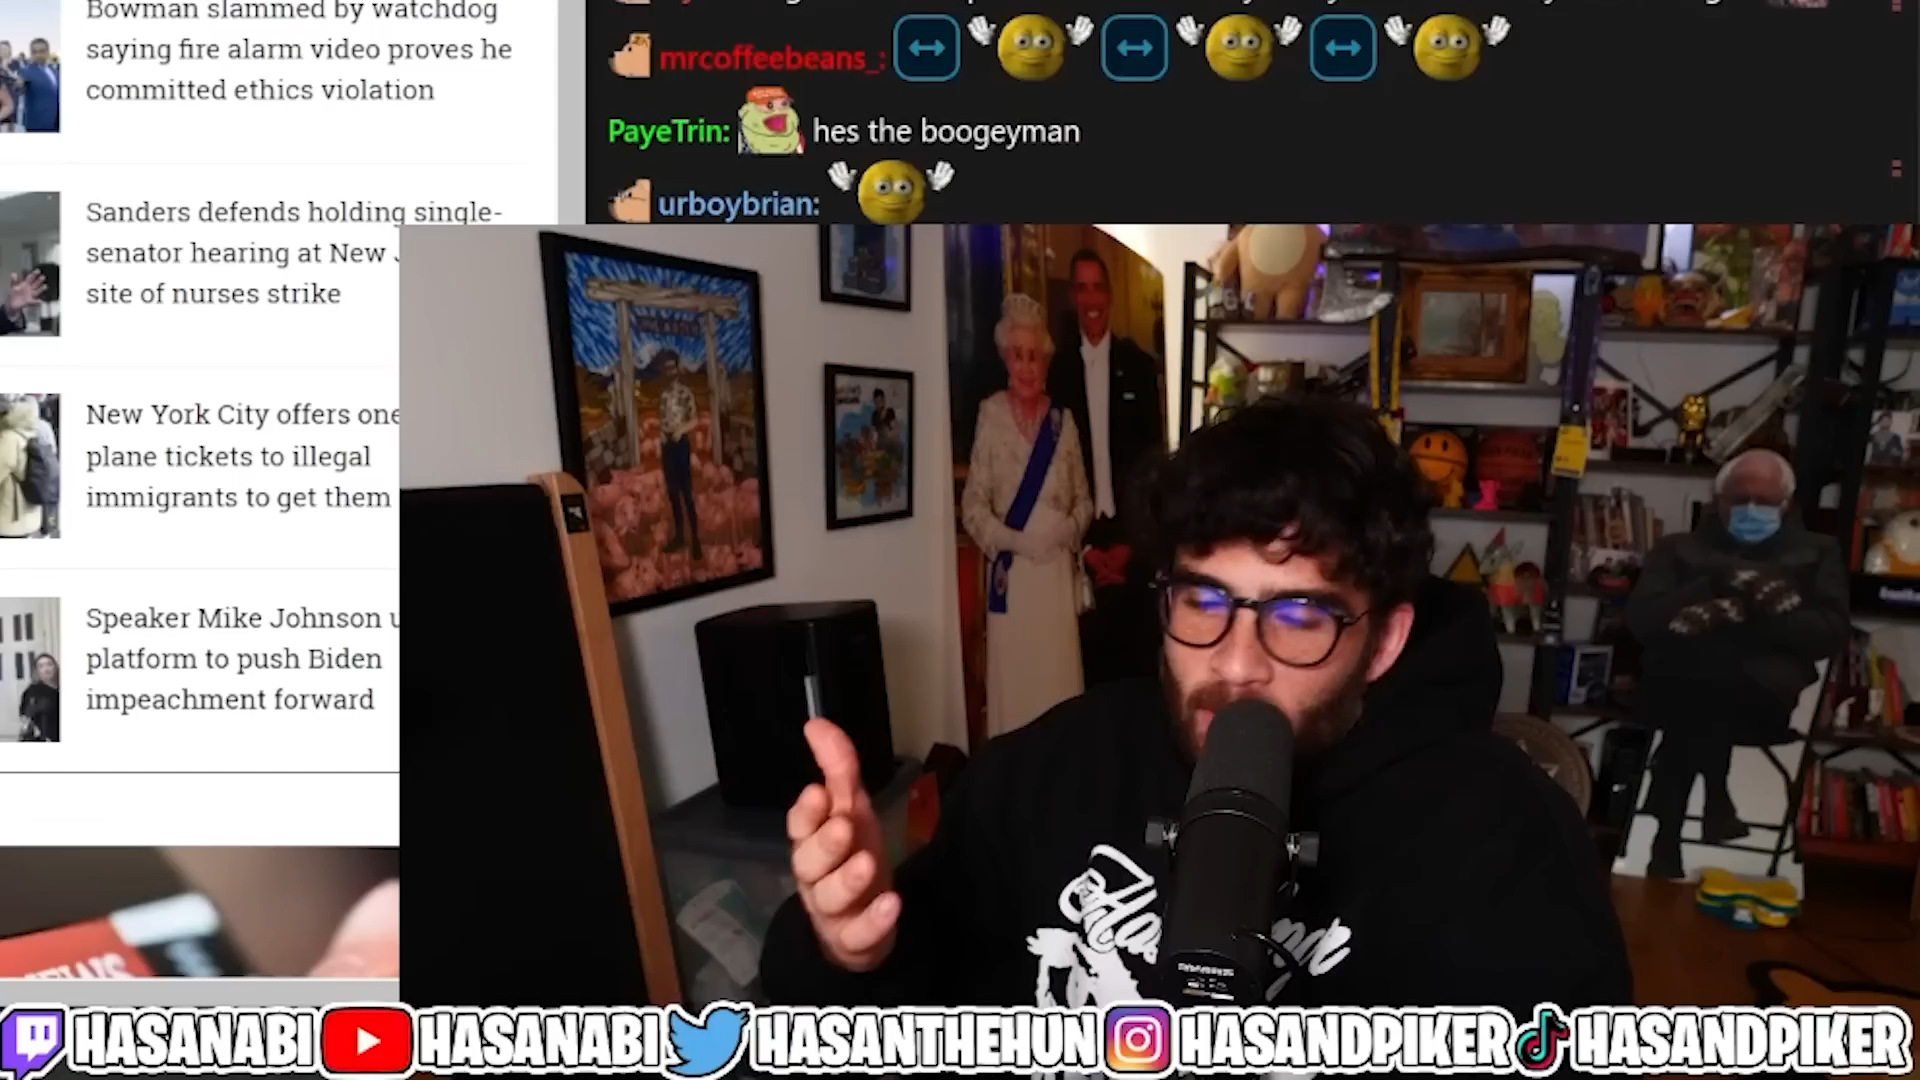 Bowman slammed by watchdog
saying fire alarm video proves he
committed ethics violation
Sanders defends holding single-
senator hearing at New
site of nurses strike
New York City offers one
plane tickets to illegal
immigrants to get them
Speaker Mike Johnson u
platform to push Biden
impeachment forward
mrcoffeebeans_:
PayeTrin: hes the boogeyman
urboybrian:
HASANABI HASANABI HASANTHEHUN HASANDPIKER HASANDPIKER